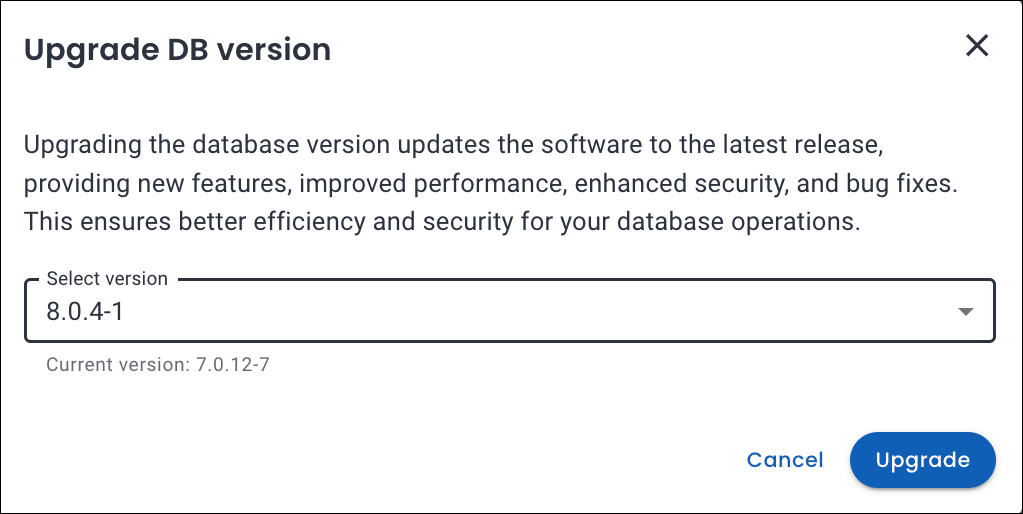 Upgrade DB version
Upgrading the database version updates the software to the latest release,
providing new features, improved performance, enhanced security, and bug fixes.
This ensures better efficiency and security for your database operations.
Select version
8.0.4-1
Current version: 7.0.12-7
Cancel
Upgrade